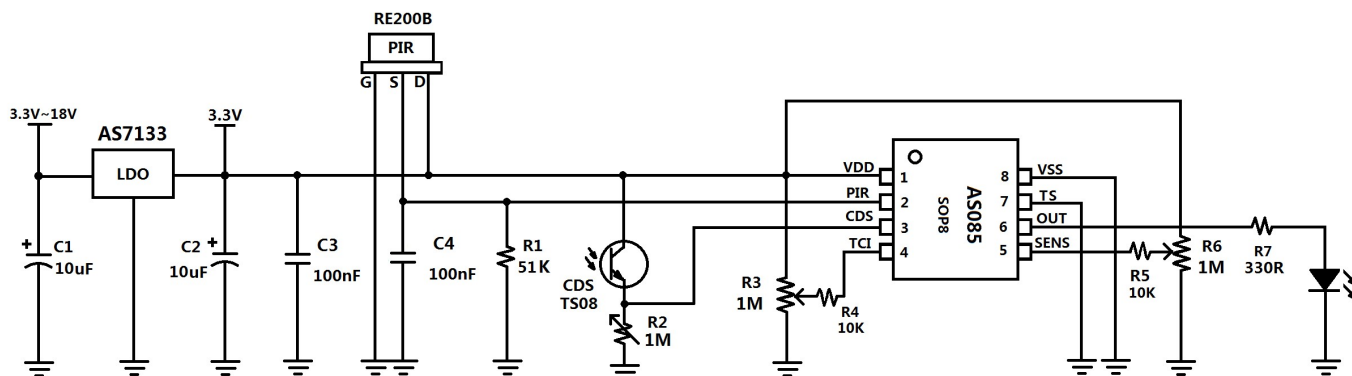 RE200B
PIR
G S D
3.3V~18V
AS7133
LDO
3.3V
C1
10uF
C2
10uF
C3
100nF
C4
100nF
R1
51K
CDS
TS08
R2
1M
R3
1M
R4
10K
VDD
PIR
CDS
TCI
1
2
3
4
SOP8
AS085
8
7
6
5
VSS
TS
OUT
SENS
R5
10K
R6
1M
R7
330R
+
+